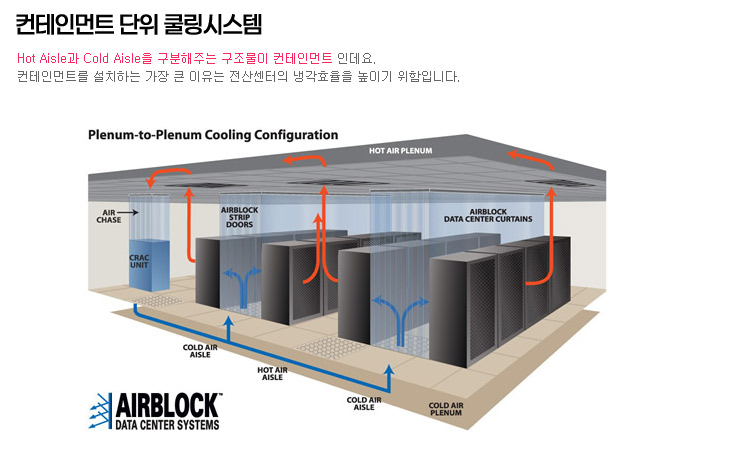 컨테인먼트 단위 쿨링시스템
Hot Aisle과 Cold Aisle을 구분해주는 구조물이 컨테인먼트 인데요.
컨테인먼트를 설치하는 가장 큰 이유는 전산센터의 냉각효율을 높이기 위함입니다.
Plenum-to-Plenum Cooling Configuration
HOT AIR PLENUM
AIR
CHASE
AIRBLOCK
STRIP
DOORS
AIRBLOCK
DATA CENTER CURTAINS
CRAC
UNIT
COLD AIR
AISLE
HOT AIR
AISLE
COLD AIR
AISLE
COLD AIR
PLENUM
AIRBLOCK™
DATA CENTER SYSTEMS